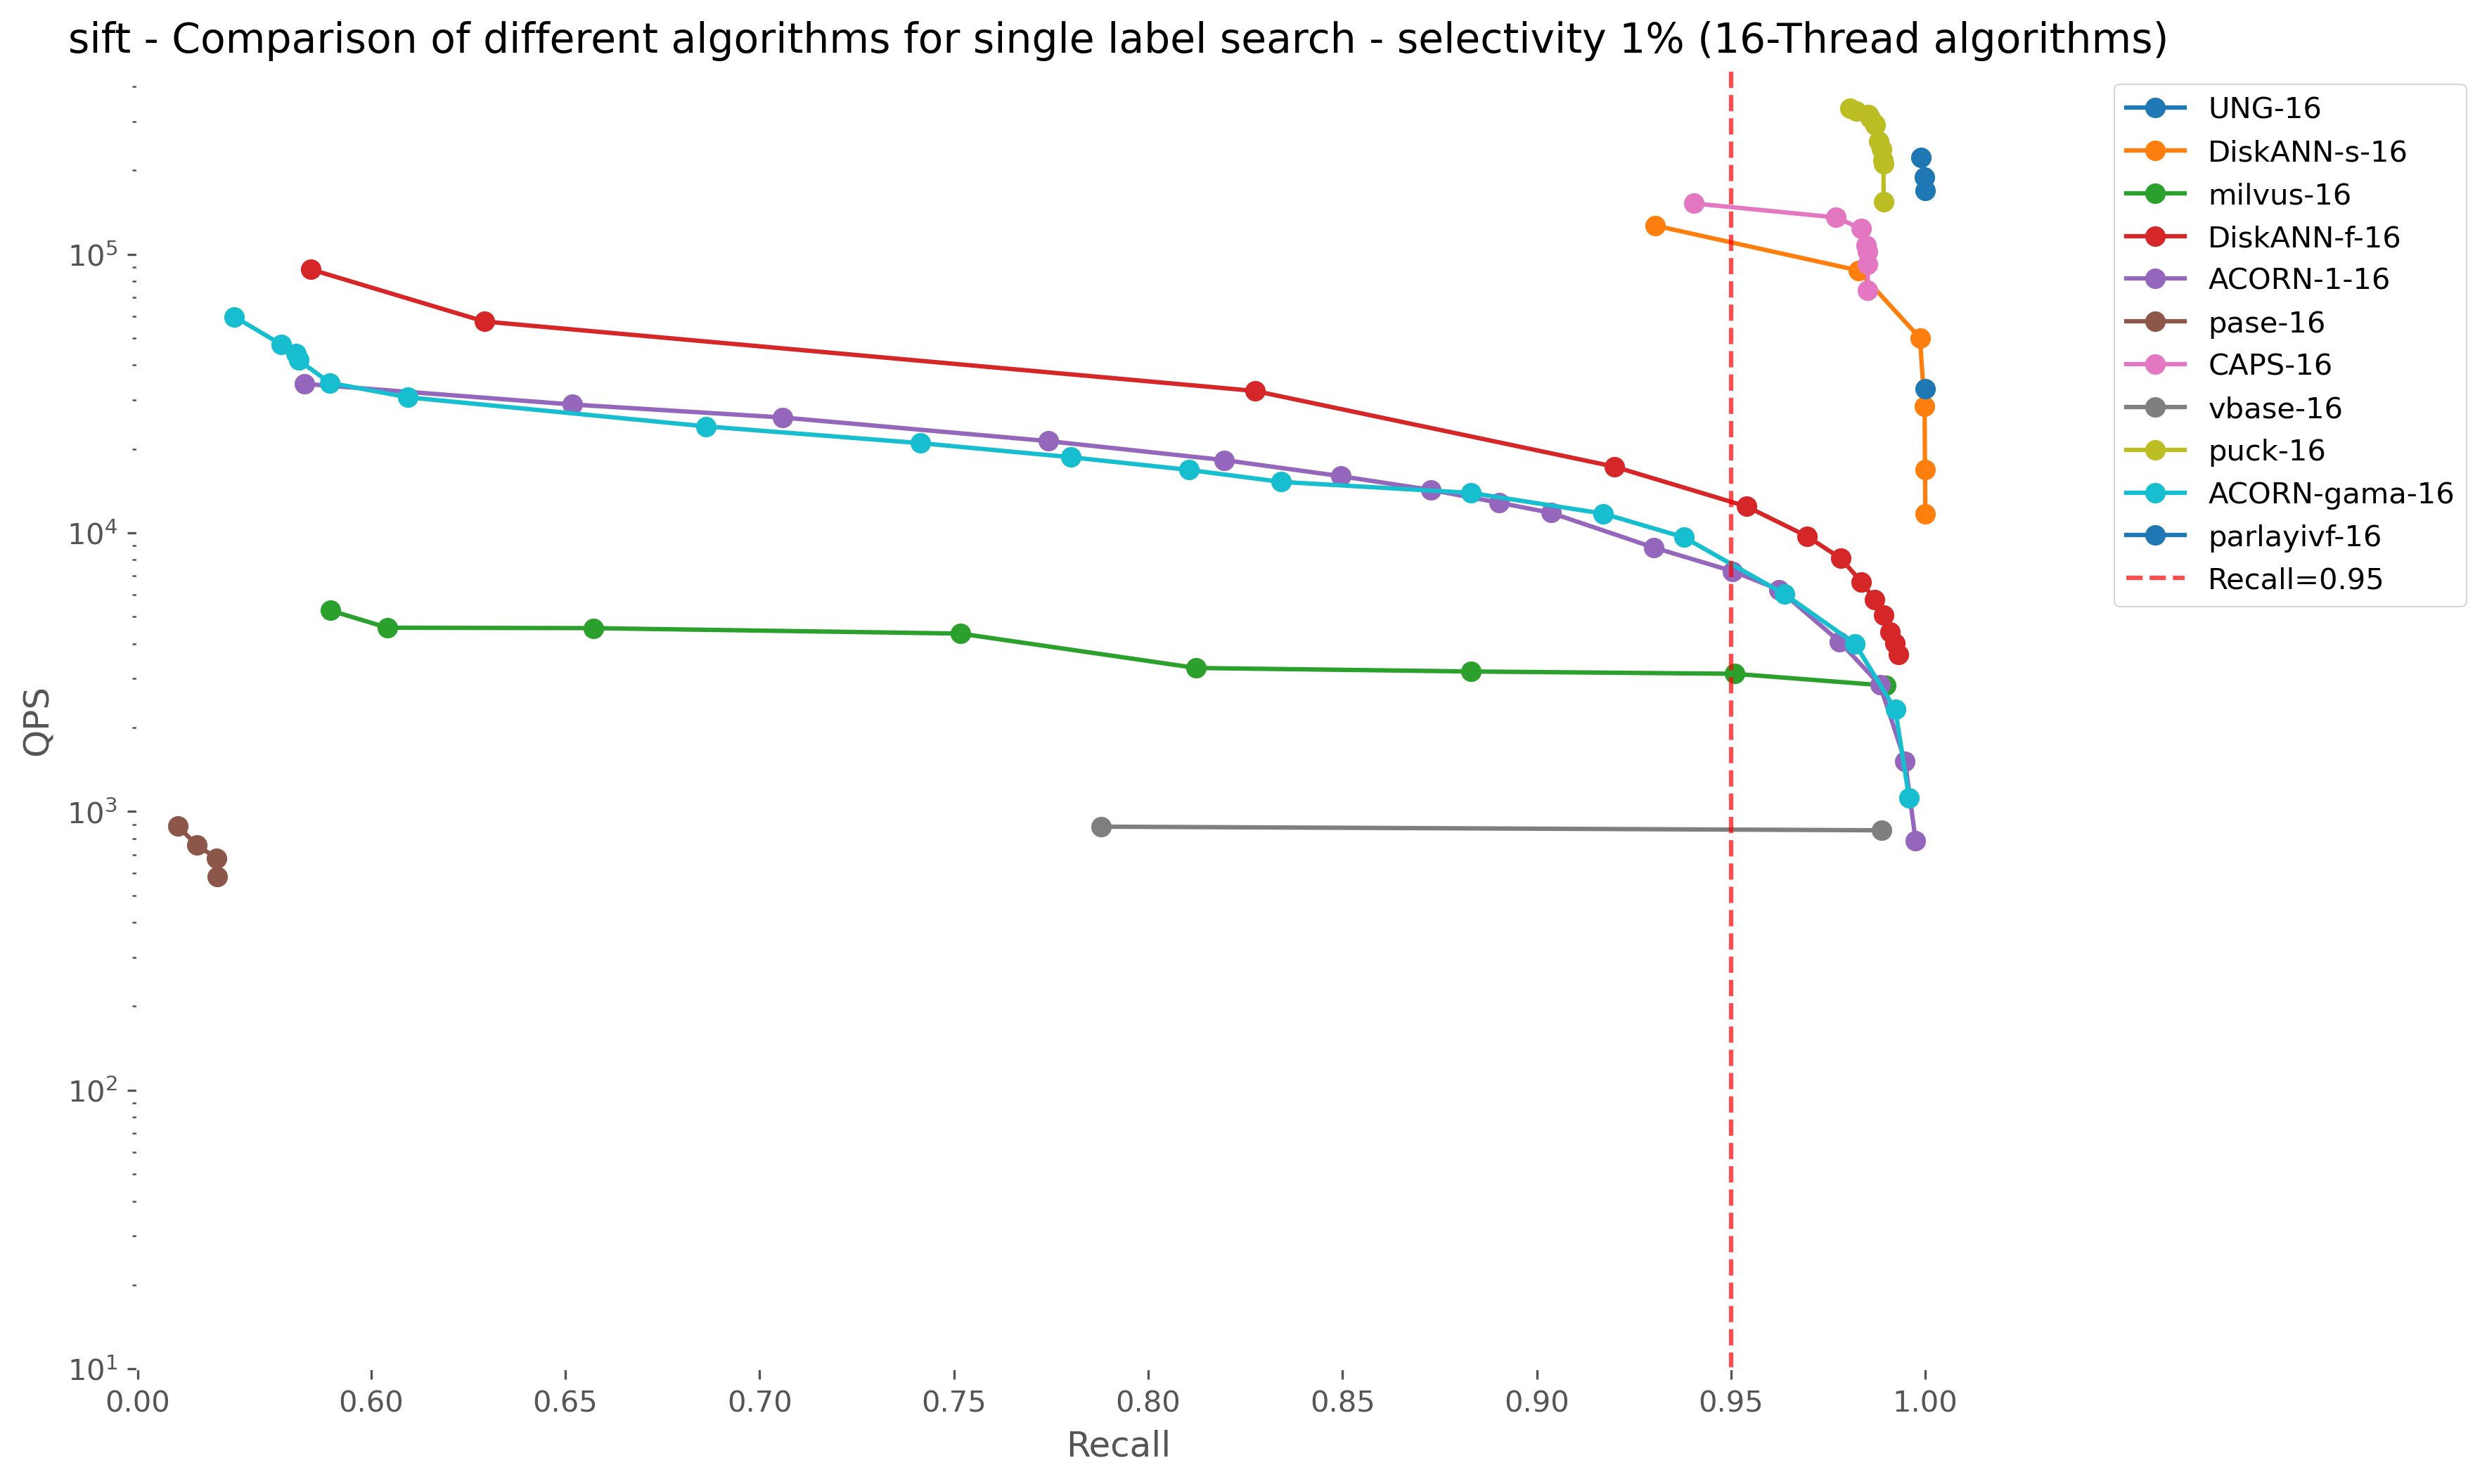 sift - Comparison of different algorithms for single label search - selectivity 1% (16-Thread algorithms)
UNG-16
DiskANN-s-16
milvus-16
DiskANN-f-16
ACORN-1-16
pase-16
CAPS-16
vbase-16
puck-16
ACORN-gama-16
parlayivf-16
Recall=0.95
QPS
10⁵
10⁴
10³
10²
10¹
0.00 0.60 0.65 0.70 0.75 0.80 0.85 0.90 0.95 1.00
Recall